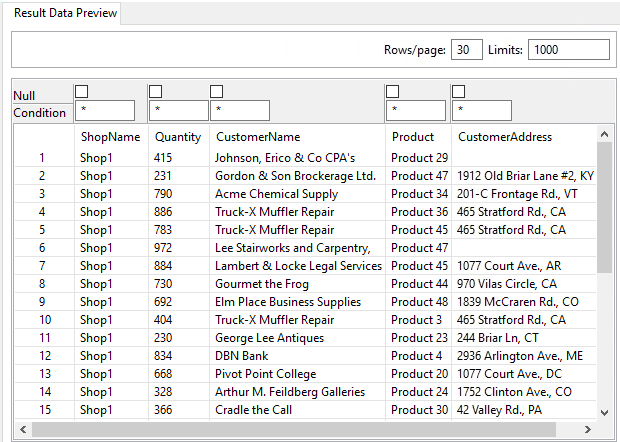 Result Data Preview
Rows/page: 30 Limits: 1000
Null
Condition * * * * *
ShopName Quantity CustomerName Product CustomerAddress
1 Shop1 415 Johnson, Erico & Co CPA's Product 29
2 Shop1 231 Gordon & Son Brockerage Ltd. Product 47 1912 Old Briar Lane #2, KY
3 Shop1 790 Acme Chemical Supply Product 34 201-C Frontage Rd., VT
4 Shop1 886 Truck-X Muffler Repair Product 36 465 Stratford Rd., CA
5 Shop1 783 Truck-X Muffler Repair Product 45 465 Stratford Rd., CA
6 Shop1 972 Lee Stairworks and Carpentry, Product 47
7 Shop1 884 Lambert & Locke Legal Services Product 45 1077 Court Ave., AR
8 Shop1 730 Gourmet the Frog Product 44 970 Vilas Circle, CA
9 Shop1 692 Elm Place Business Supplies Product 48 1839 McCraren Rd., CO
10 Shop1 404 Truck-X Muffler Repair Product 3 465 Stratford Rd., CA
11 Shop1 230 George Lee Antiques Product 23 244 Briar Ln, CT
12 Shop1 834 DBN Bank Product 4 2936 Arlington Ave., ME
13 Shop1 668 Pivot Point College Product 20 1077 Court Ave., DC
14 Shop1 328 Arthur M. Feildberg Galleries Product 24 1752 Clinton Ave., CO
15 Shop1 366 Cradle the Call Product 30 42 Valley Rd., PA